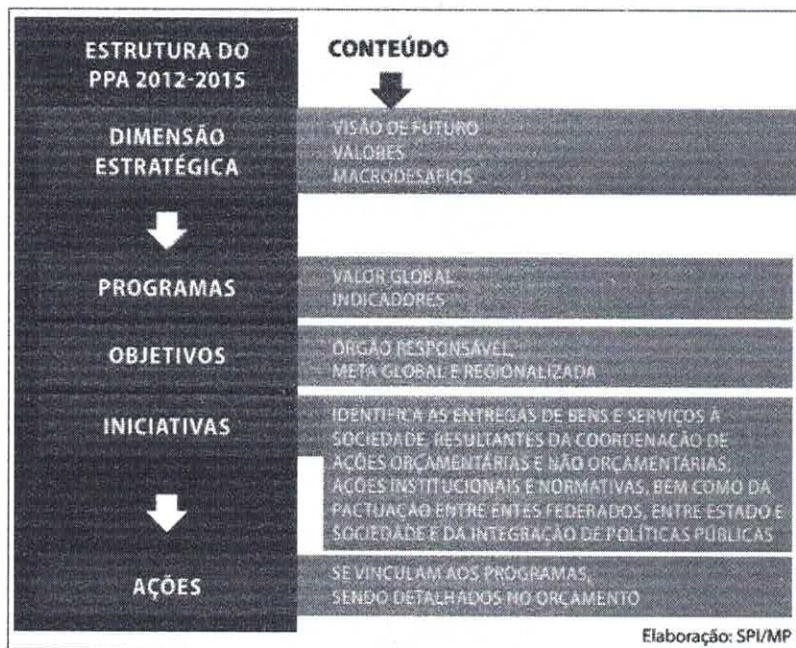 ESTRUTURA DO
PPA 2012-2015
CONTEÚDO
DIMENSÃO
ESTRATÉGICA
VISÃO DE FUTURO
VALORES
MACRODESAFIOS
PROGRAMAS
VALOR GLOBAL
INDICADORES
OBJETIVOS
ÓRGÃO RESPONSÁVEL,
META GLOBAL E REGIONALIZADA
INICIATIVAS
IDENTIFICA AS ENTREGAS DE BENS E SERVIÇOS À
SOCIEDADE, RESULTANTES DA COORDENAÇÃO DE
AÇÕES ORÇAMENTÁRIAS E NÃO ORÇAMENTÁRIAS,
AÇÕES INSTITUCIONAIS E NORMATIVAS, BEM COMO DA
PACTUAÇÃO ENTRE ENTES FEDERADOS, ENTRE ESTADO E
SOCIEDADE E DA INTEGRAÇÃO DE POLÍTICAS PÚBLICAS
AÇÕES
SE VINCULAM AOS PROGRAMAS,
SENDO DETALHADOS NO ORÇAMENTO
Elaboração: SPI/MP